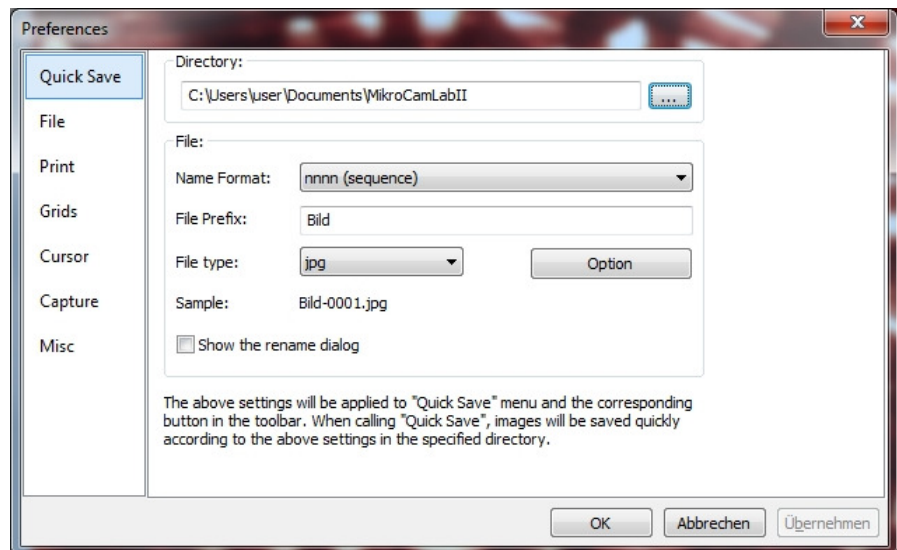 Preferences
Quick Save
File
Print
Grids
Cursor
Capture
Misc
Directory:
C:\Users\user\Documents\MikroCamLabII
...
File:
Name Format: nnnn (sequence)
File Prefix: Bild
File type: jpg Option
Sample: Bild-0001.jpg
Show the rename dialog
The above settings will be applied to "Quick Save" menu and the corresponding
button in the toolbar. When calling "Quick Save", images will be saved quickly
according to the above settings in the specified directory.
OK Abbrechen Übernehmen